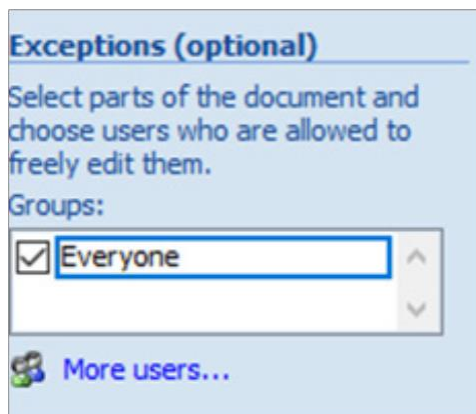 Exceptions (optional)
Select parts of the document and
choose users who are allowed to
freely edit them.
Groups:
Everyone
More users...